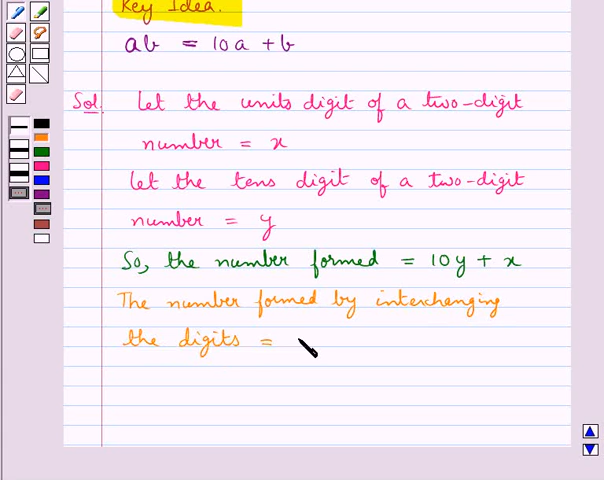 Key Idea.
ab = 10a + b
Sol. Let the units digit of a two-digit
number = x
Let the tens digit of a two-digit
number = y
So, the number formed = 10y + x
The number formed by interchanging
the digits =